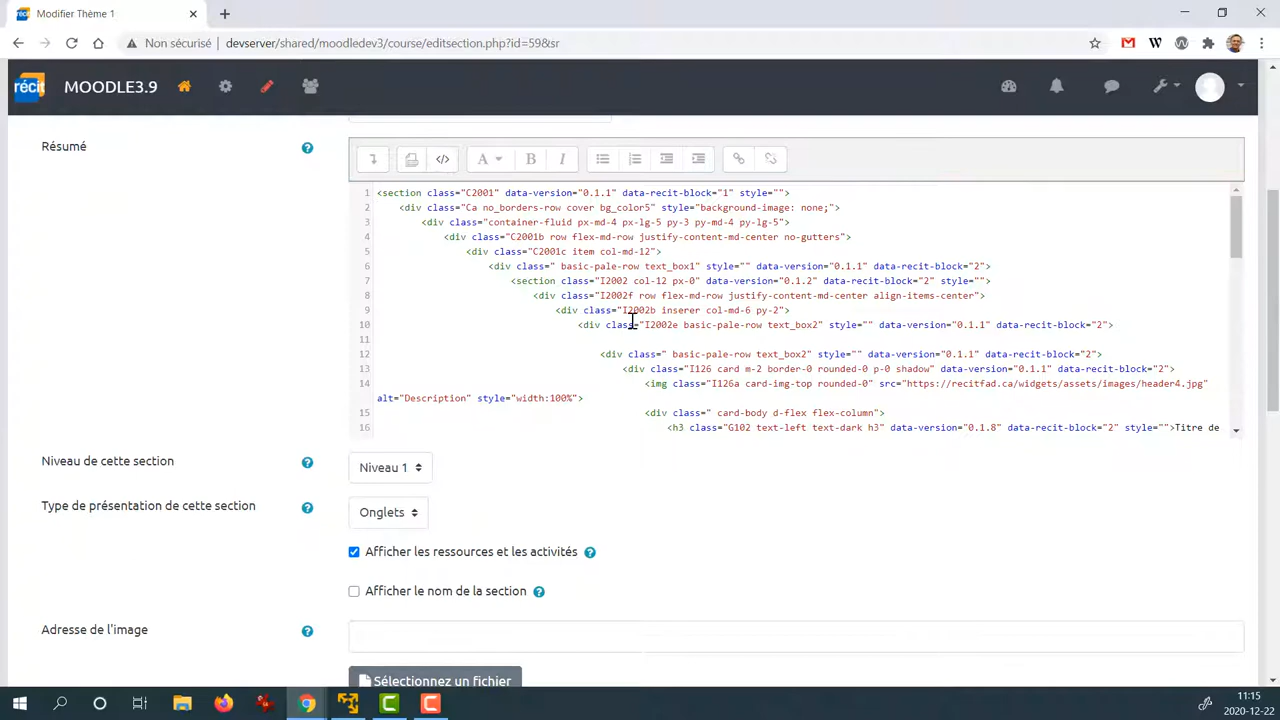 Modifier Thème 1
Non sécurisé devserver/shared/moodledev3/course/editsection.php?id=59&sr
récit MOODLE3.9
Résumé
A B I
1 <section class="C2001" data-version="0.1.1" data-recit-block="1" style="">
2 <div class="Ca no_borders-row cover bg_color5" style="background-image: none;">
3 <div class="container-fluid px-md-4 px-lg-5 py-3 py-md-4 py-lg-5">
4 <div class="C2001b row flex-md-row justify-content-md-center no-gutters">
5 <div class="C2001c item col-md-12">
6 <div class=" basic-pale-row text_box1" style="" data-version="0.1.1" data-recit-block="2">
7 <section class="I2002 col-12 px-0" data-version="0.1.2" data-recit-block="2" style="">
8 <div class="I2002f row flex-md-row justify-content-md-center align-items-center">
9 <div class="I2002b inserer col-md-6 py-2">
10 <div class="I2002e basic-pale-row text_box2" style="" data-version="0.1.1" data-recit-block="2">
11
12 <div class=" basic-pale-row text_box2" style="" data-version="0.1.1" data-recit-block="2">
13 <div class="I126 card m-2 border-0 rounded-0 p-0 shadow" data-version="0.1.1" data-recit-block="2">
14 <img class="I126a card-img-top rounded-0" src="https://recitfad.ca/widgets/assets/images/header4.jpg"
alt="Description" style="width:100%">
15 <div class=" card-body d-flex flex-column">
16 <h3 class="G102 text-left text-dark h3" data-version="0.1.8" data-recit-block="2" style="">Titre de
Niveau de cette section
Niveau 1
Type de présentation de cette section
Onglets
Afficher les ressources et les activités
Afficher le nom de la section
Adresse de l'image
Sélectionnez un fichier
11:15
2020-12-22